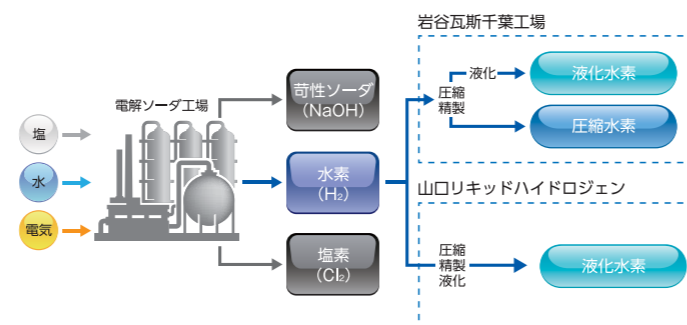 岩谷瓦斯千葉工場
電解ソーダ工場
塩
水
電気
苛性ソーダ
(NaOH)
水素
(H₂)
塩素
(Cl₂)
圧縮
精製
液化
液化水素
圧縮水素
山口リキッドハイドロジェン
圧縮
精製
液化
液化水素